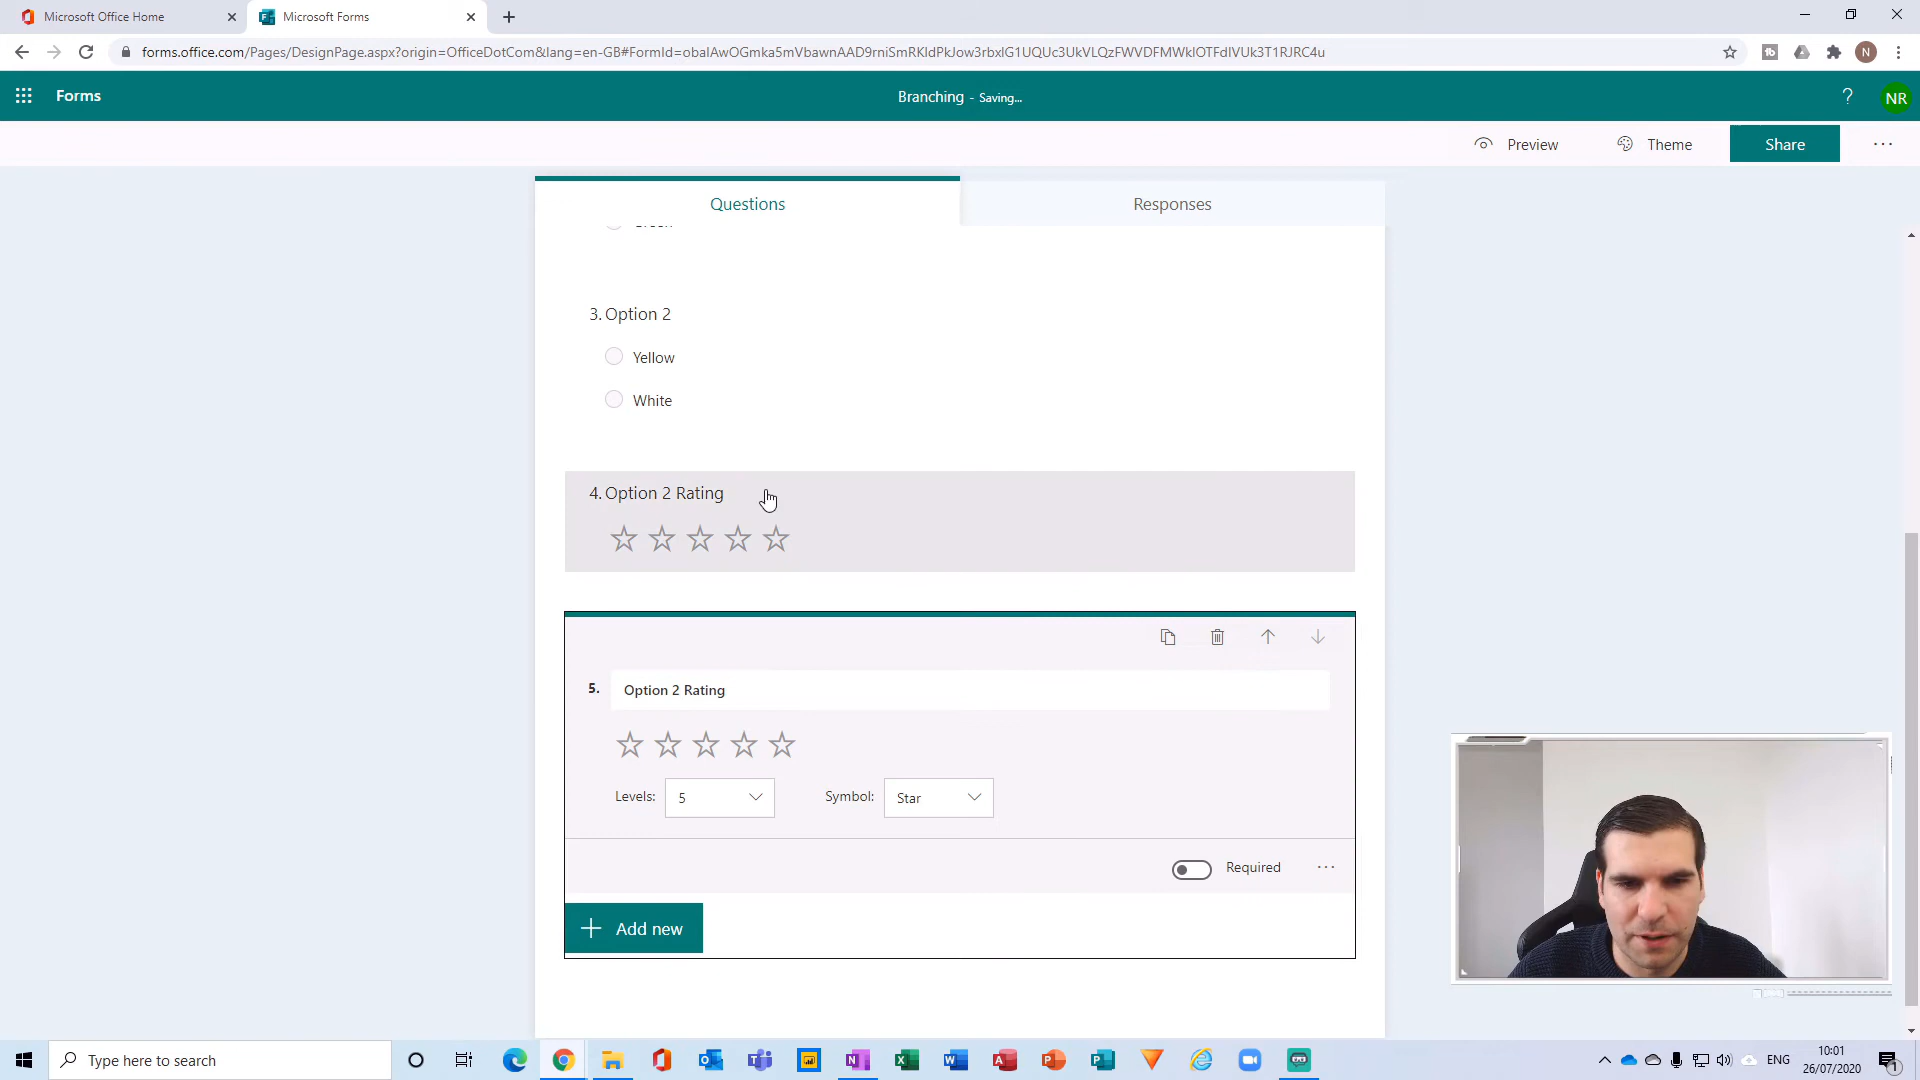 Microsoft Office Home
Microsoft Forms
forms.office.com/Pages/DesignPage.aspx?origin=OfficeDotCom&lang=en-GB#FormId=obaIAwOGmka5mVbawnAAD9rniSmRKldPkJow3rbxlG1UQUc3UkVLQzFWVDFMWklOTFdIVUk3T1RJRC4u
N
Forms
Branching - Saving...
?
NR
Preview
Theme
Share
Questions
Responses
3. Option 2
Yellow
White
4. Option 2 Rating
5. Option 2 Rating
Levels: 5
Symbol: Star
Required
Add new
Type here to search
ENG
10:01
26/07/2020
1